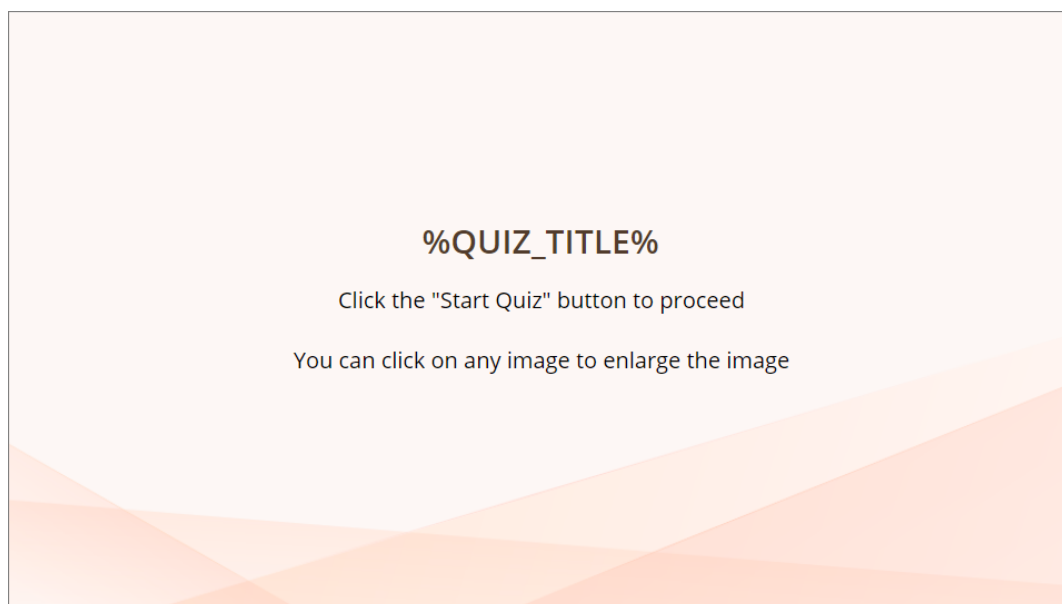 %QUIZ_TITLE%
Click the "Start Quiz" button to proceed
You can click on any image to enlarge the image